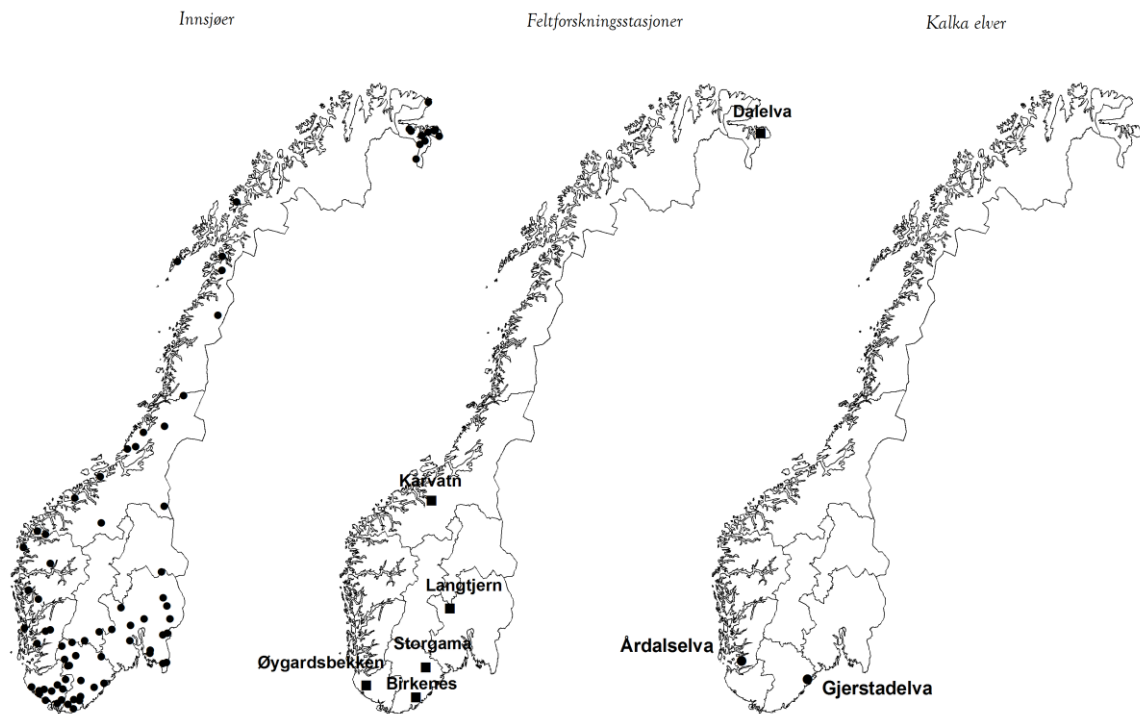 Innsjøer
Feltforskningsstasjoner
Kalka elver
Dalelva
Kårvatn
Langtjern
Storgama
Øygardsbekken
Birkenes
Årdalselva
Gjerstadelva